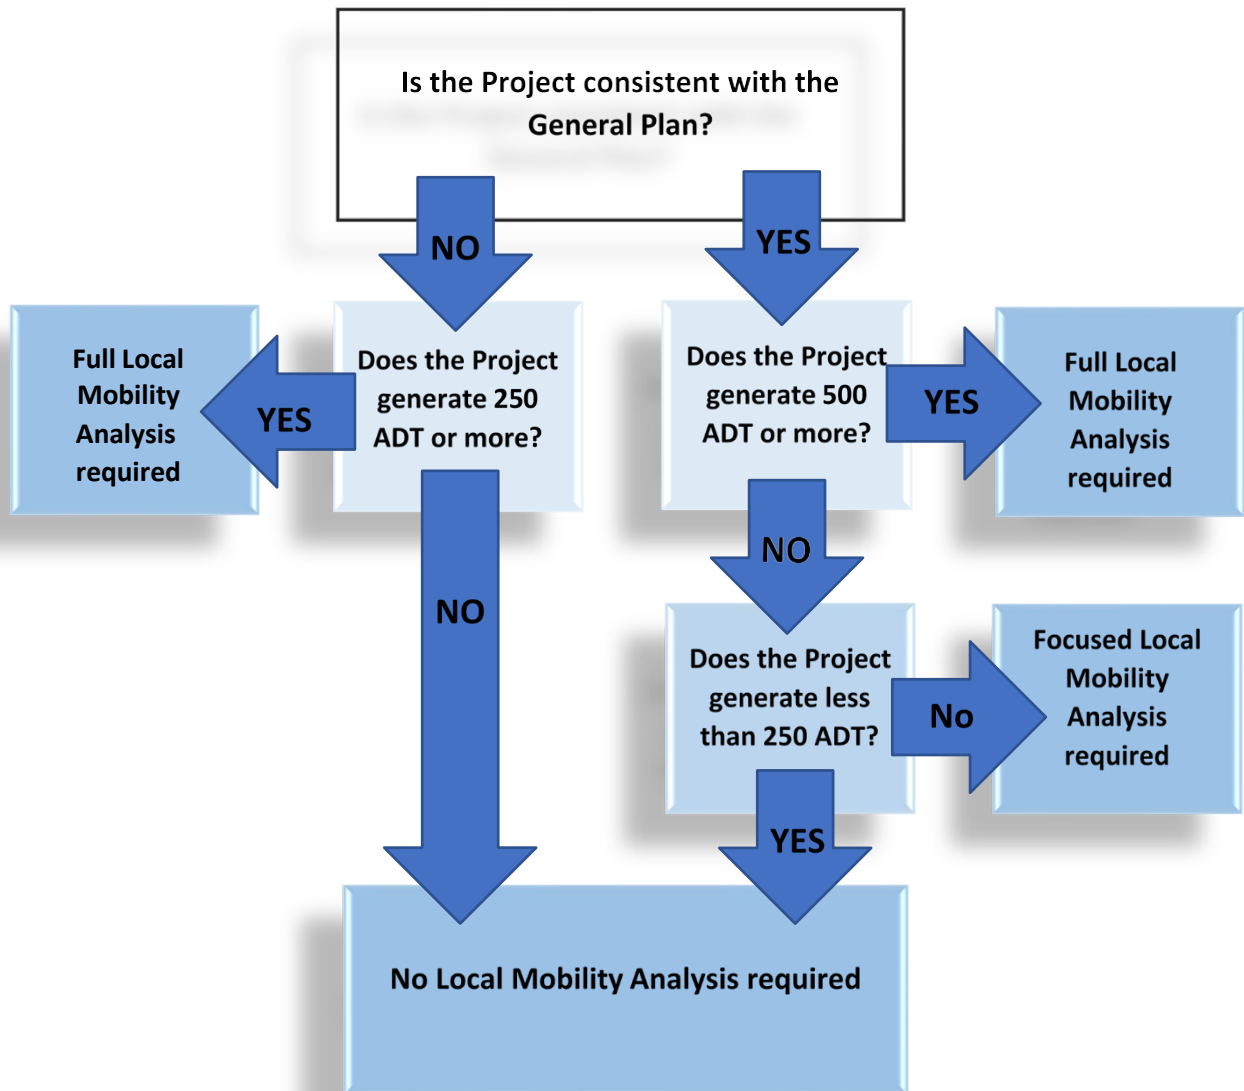 Is the Project consistent with the
General Plan?
NO
YES
Full Local
Mobility
Analysis
required
YES
Does the Project
generate 250
ADT or more?
Does the Project
generate 500
ADT or more?
YES
Full Local
Mobility
Analysis
required
NO
NO
Does the Project
generate less
than 250 ADT?
No
Focused Local
Mobility
Analysis
required
YES
No Local Mobility Analysis required